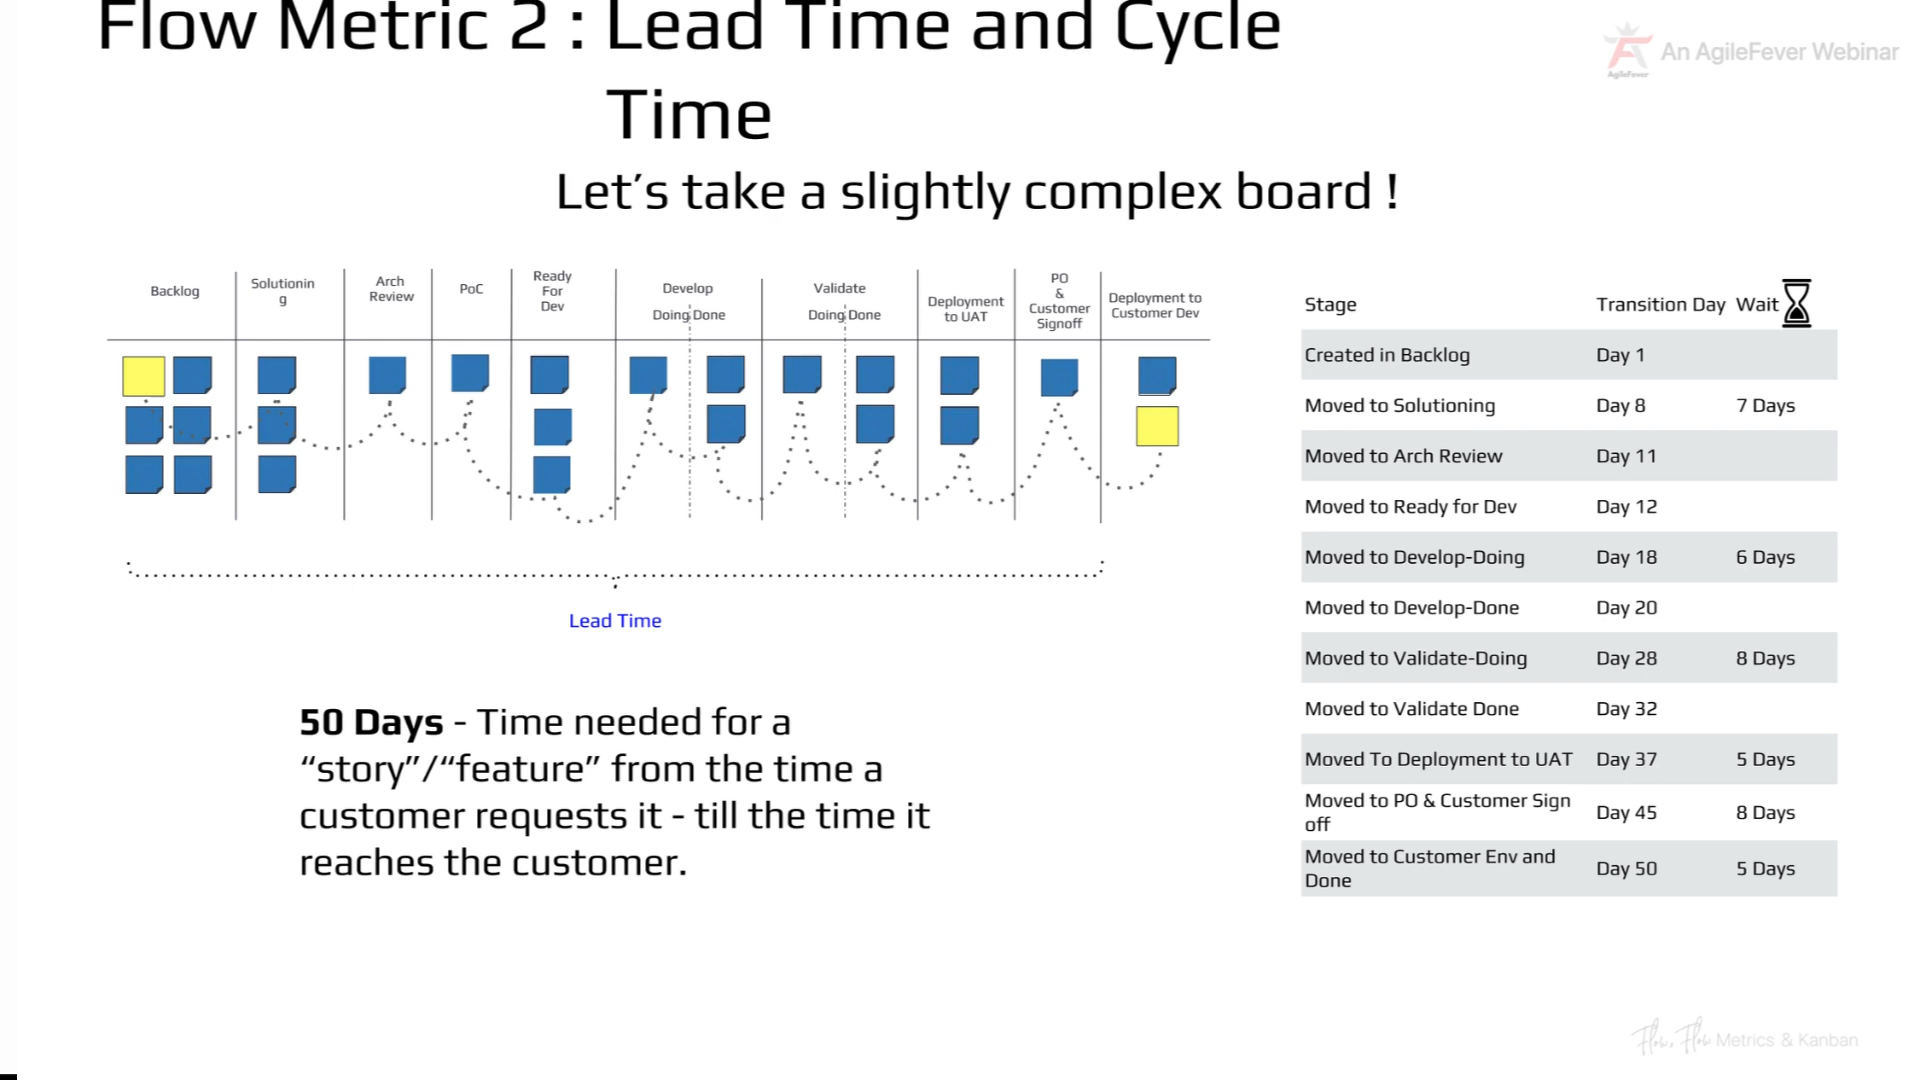 Flow Metric 2 : Lead Time and Cycle
Time
An AgileFever Webinar
AgileFever
Let's take a slightly complex board !
Backlog
Solutionin
g
Arch
Review
PoC
Ready
For
Dev
Develop
Doing Done
Validate
Doing Done
Deployment
to UAT
PO
&
Customer
Signoff
Deployment to
Customer Dev
Lead Time
50 Days - Time needed for a
“story”/“feature” from the time a
customer requests it - till the time it
reaches the customer.
Stage Transition Day Wait
Created in Backlog Day 1
Moved to Solutioning Day 8 7 Days
Moved to Arch Review Day 11
Moved to Ready for Dev Day 12
Moved to Develop-Doing Day 18 6 Days
Moved to Develop-Done Day 20
Moved to Validate-Doing Day 28 8 Days
Moved to Validate Done Day 32
Moved To Deployment to UAT Day 37 5 Days
Moved to PO & Customer Sign
off Day 45 8 Days
Moved to Customer Env and
Done Day 50 5 Days
Flow, Flow Metrics & Kanban